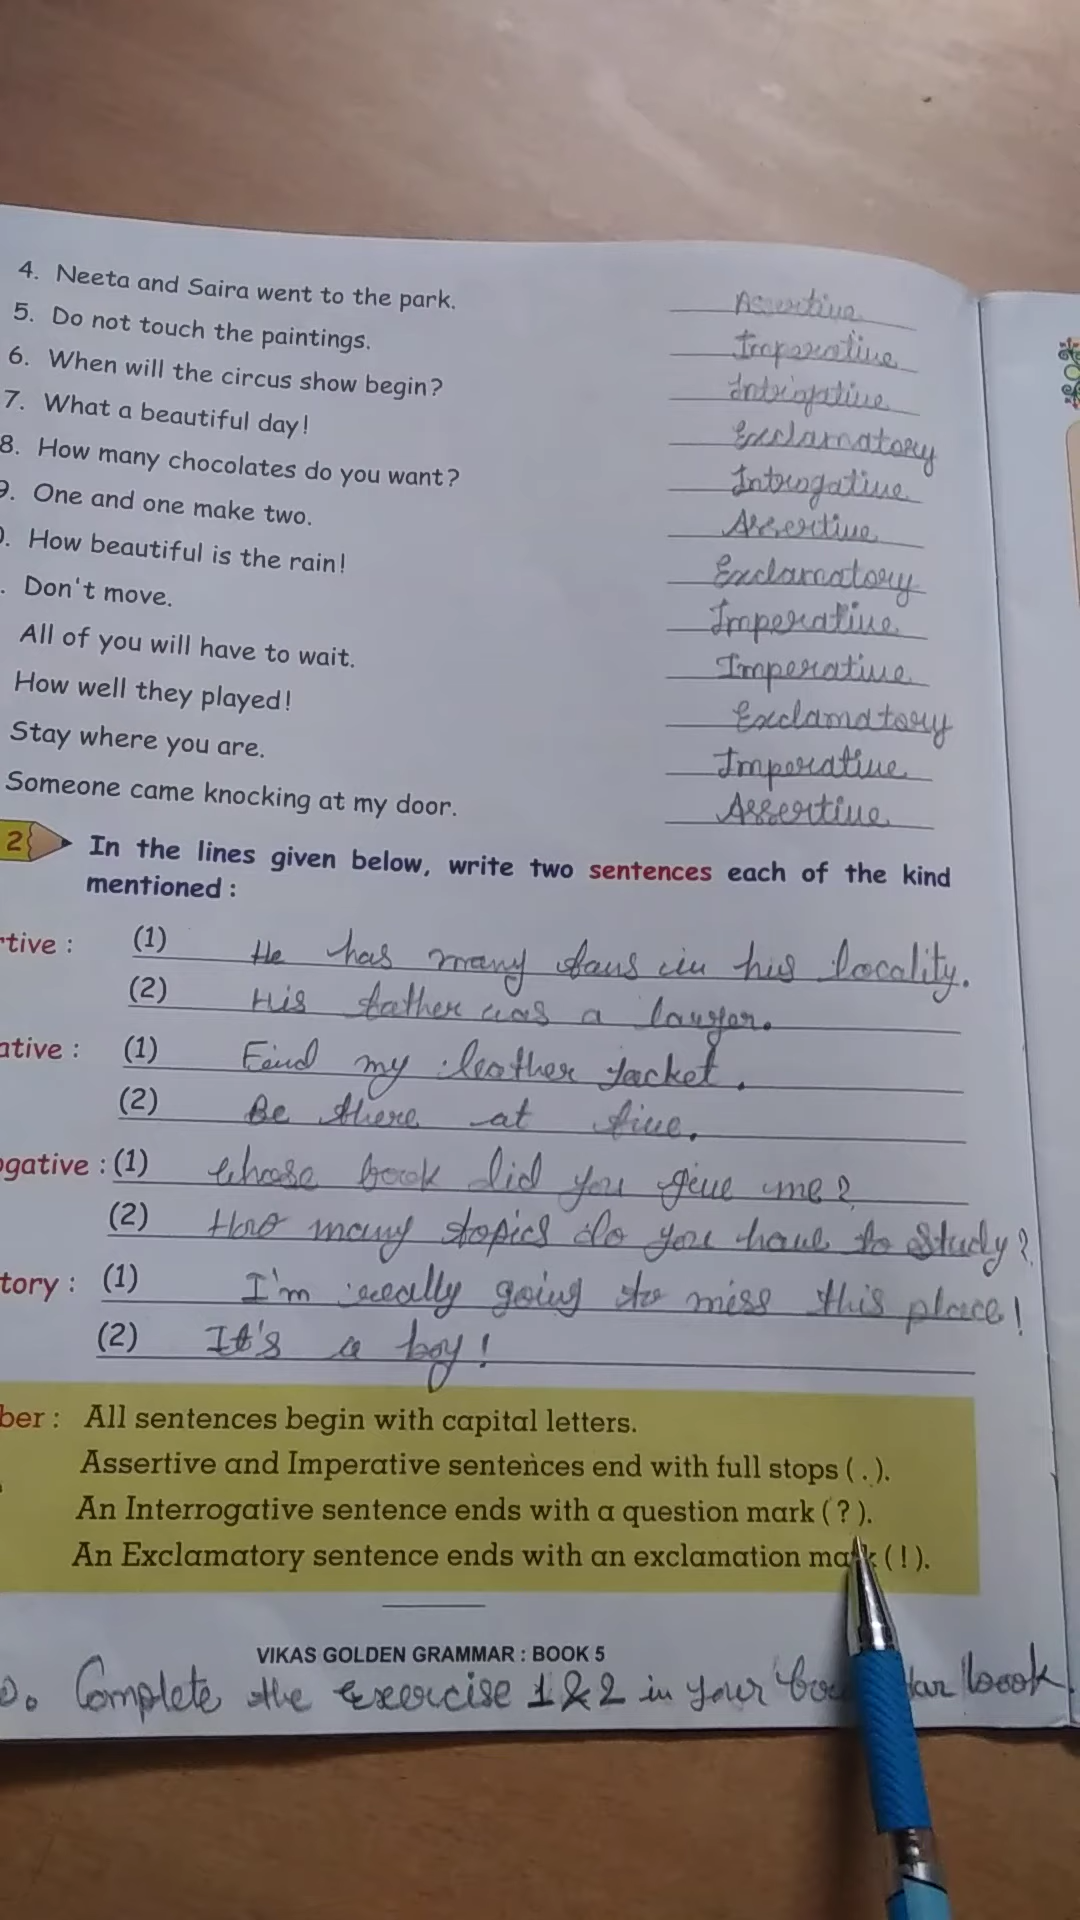 4. Neeta and Saira went to the park. Assertive
5. Do not touch the paintings. Imperative
6. When will the circus show begin? Intrigative
7. What a beautiful day! Exclamatory
8. How many chocolates do you want? Introgative
9. One and one make two. Assertive
0. How beautiful is the rain! Exclamatory
. Don't move. Imperative
All of you will have to wait. Imperative
How well they played! Exclamatory
Stay where you are. Imperative
Someone came knocking at my door. Assertive
2 In the lines given below, write two sentences each of the kind
mentioned :
rtive : (1) He has many fans in his locality.
(2) His father was a lawyer.
ative : (1) Find my leather jacket.
(2) Be there at five.
ogative : (1) Whose book did you give me?
(2) How many topics do you have to study?
tory : (1) I'm really going to miss this place!
(2) It's a boy!
ber : All sentences begin with capital letters.
Assertive and Imperative sentences end with full stops ( . ).
An Interrogative sentence ends with a question mark ( ? ).
An Exclamatory sentence ends with an exclamation mark ( ! ).
VIKAS GOLDEN GRAMMAR : BOOK 5
Complete the exercise 1 & 2 in your book.